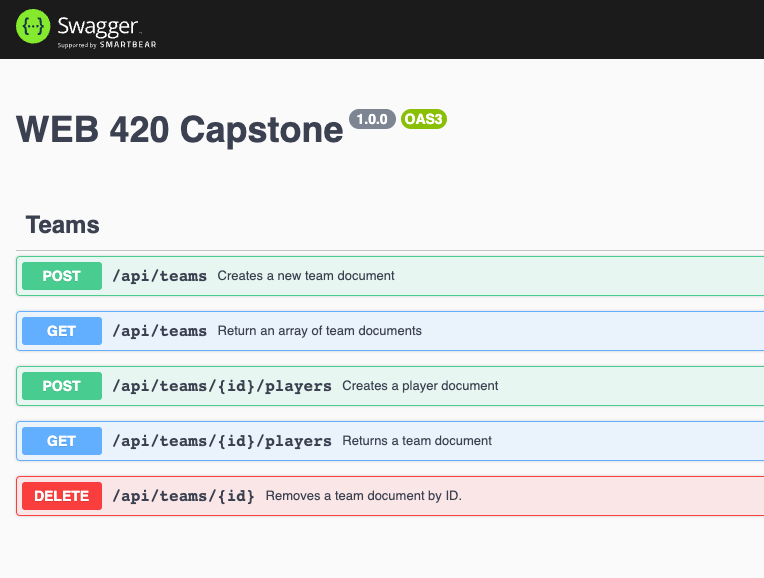 {···} Swagger
Supported by SMARTBEAR
WEB 420 Capstone 1.0.0 OAS3
Teams
POST /api/teams Creates a new team document
GET /api/teams Return an array of team documents
POST /api/teams/{id}/players Creates a player document
GET /api/teams/{id}/players Returns a team document
DELETE /api/teams/{id} Removes a team document by ID.